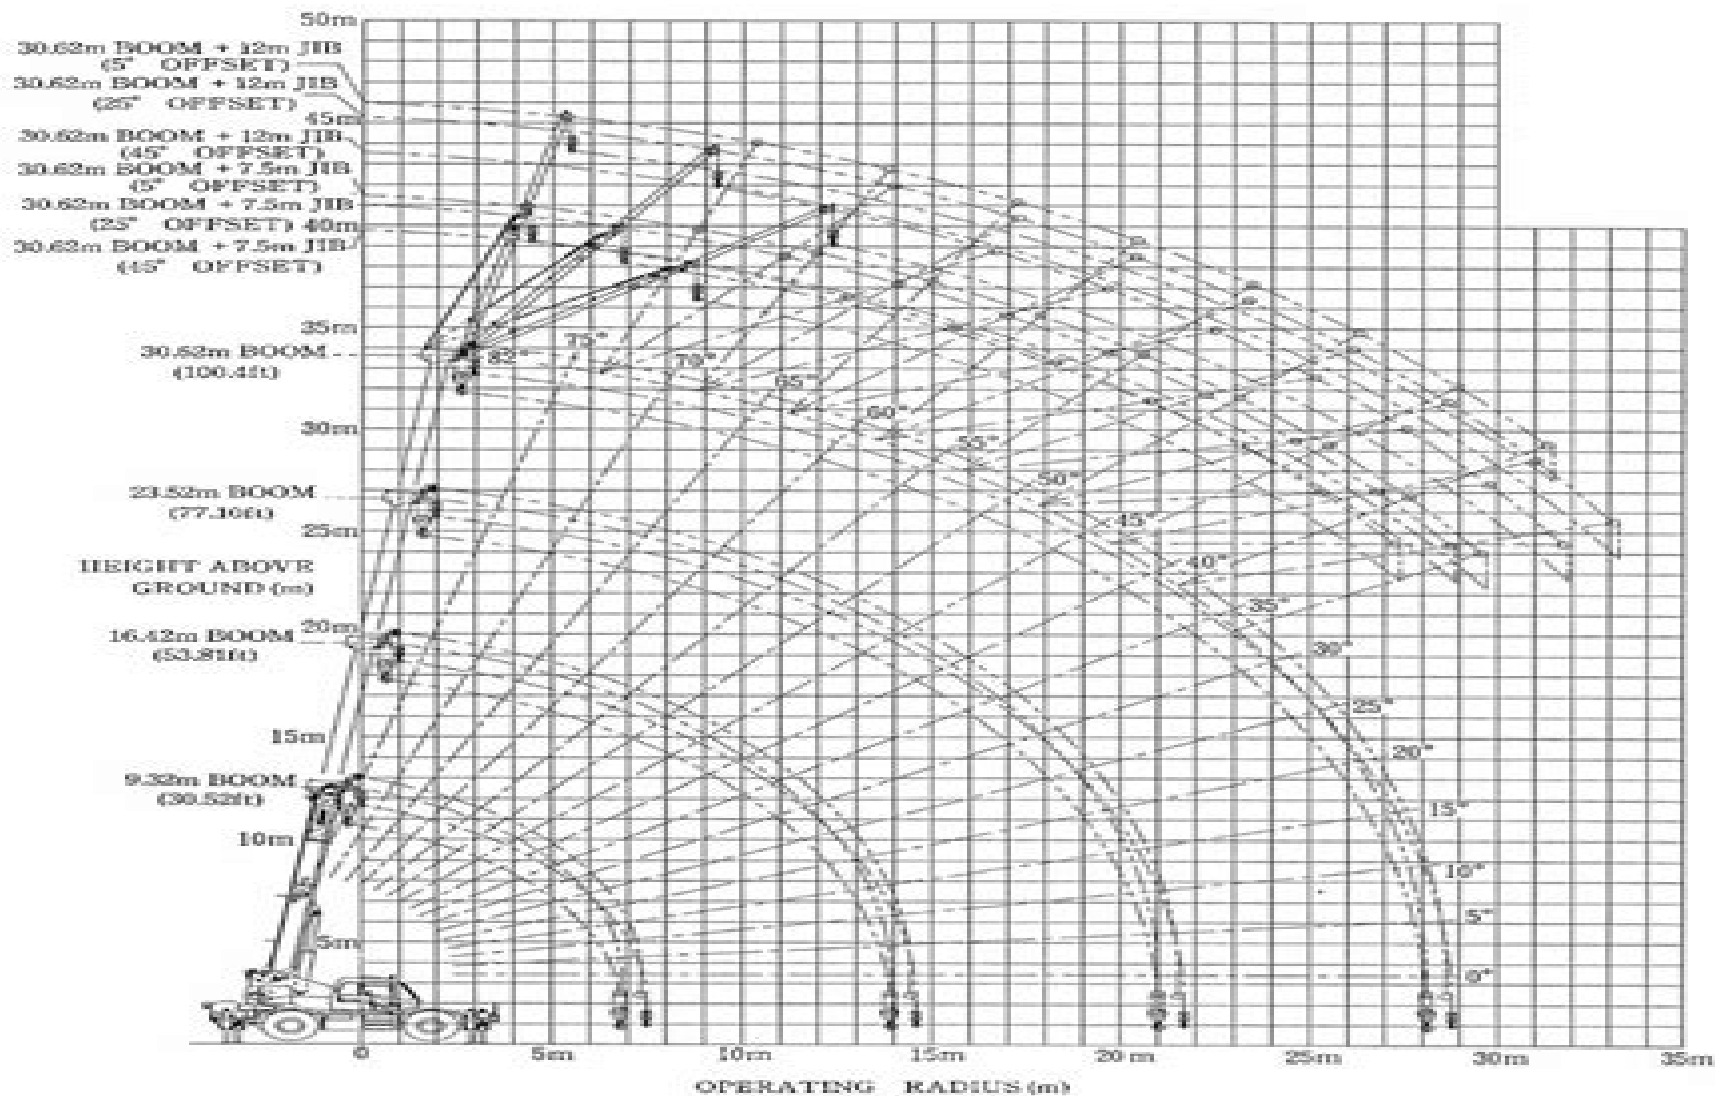 50m
30.62m BOOM + 12m JIB
(5° OFFSET)
30.62m BOOM + 12m JIB
(25° OFFSET)
45m
30.62m BOOM + 12m JIB
(45° OFFSET)
30.62m BOOM + 7.5m JIB
(5° OFFSET)
30.62m BOOM + 7.5m JIB
(25° OFFSET) 40m
30.62m BOOM + 7.5m JIB
(45° OFFSET)
35m
30.62m BOOM
(100.4ft)
82° 75° 70° 65° 60° 55° 50° 45° 40° 35° 30° 25° 20° 15° 10° 5° 0°
30m
23.52m BOOM
(77.16ft)
25m
HEIGHT ABOVE
GROUND (m)
20m
16.42m BOOM
(53.81ft)
15m
9.32m BOOM
(30.52ft)
10m
5m
0 5m 10m 15m 20m 25m 30m 35m
OPERATING RADIUS (m)